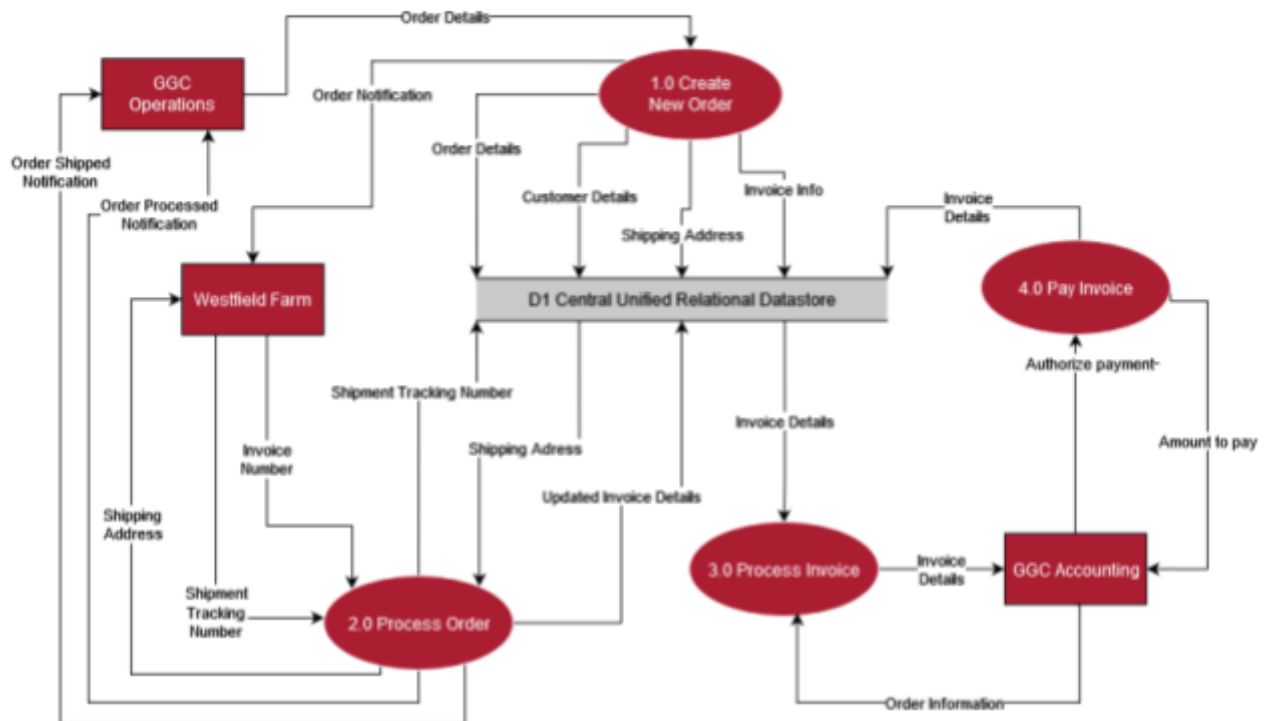 Order Details
GGC
Operations
1.0 Create
New Order
Order Notification
Order Details
Order Shipped
Notification
Customer Details
Invoice Info
Invoice
Details
Order Processed
Notification
Shipping Address
Westfield Farm
D1 Central Unified Relational Datastore
4.0 Pay Invoice
Authorize payment-
Shipment Tracking Number
Invoice Details
Amount to pay
Invoice
Number
Shipping Adress
Updated Invoice Details
Shipping
Address
3.0 Process Invoice
Invoice
Details
GGC Accounting
Shipment
Tracking
Number
2.0 Process Order
Order Information